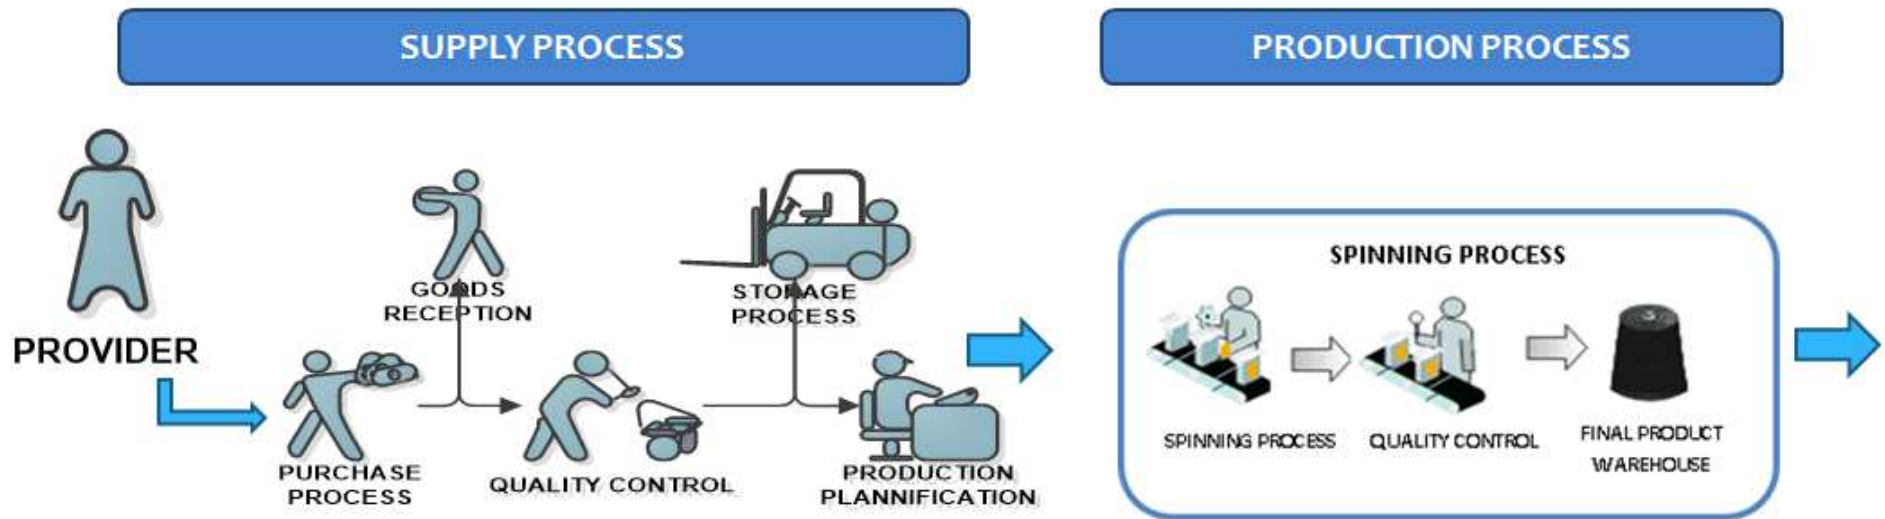 SUPPLY PROCESS
PRODUCTION PROCESS
PROVIDER
GOODS
RECEPTION
STORAGE
PROCESS
PURCHASE
PROCESS
QUALITY CONTROL
PRODUCTION
PLANNIFICATION
SPINNING PROCESS
SPINNING PROCESS
QUALITY CONTROL
FINAL PRODUCT
WAREHOUSE